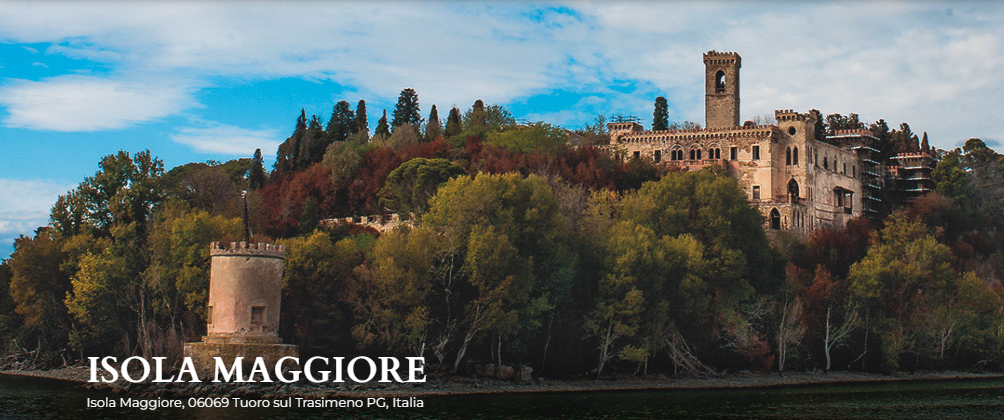 ISOLA MAGGIORE
Isola Maggiore, 06069 Tuoro sul Trasimeno PG, Italia